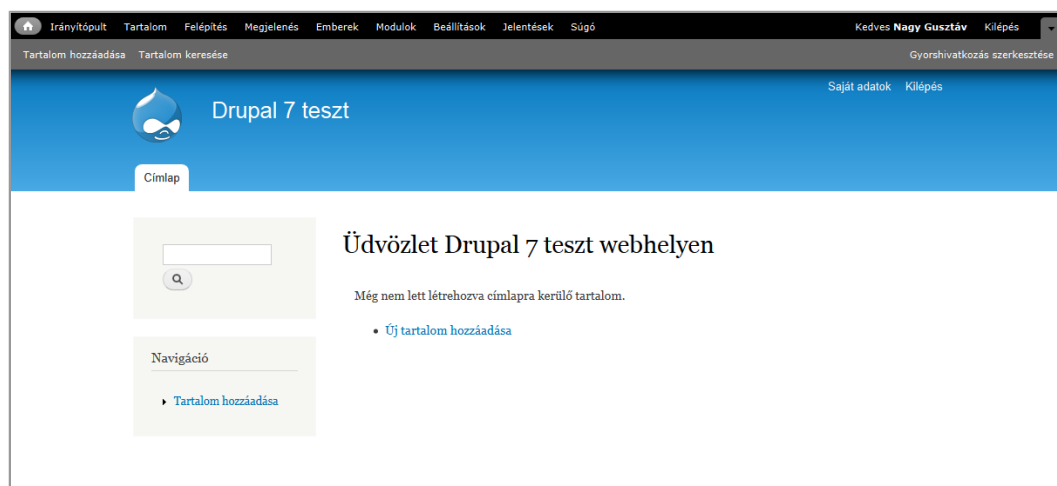 Irányítópult Tartalom Felépítés Megjelenés Emberek Modulok Beállítások Jelentések Súgó Kedves Nagy Gusztáv Kilépés
Tartalom hozzáadása Tartalom keresése Gyorshivatkozás szerkesztése
Saját adatok Kilépés
Drupal 7 teszt
Címlap
Üdvözlet Drupal 7 teszt webhelyen
Még nem lett létrehozva címlapra kerülő tartalom.
Új tartalom hozzáadása
Navigáció
Tartalom hozzáadása